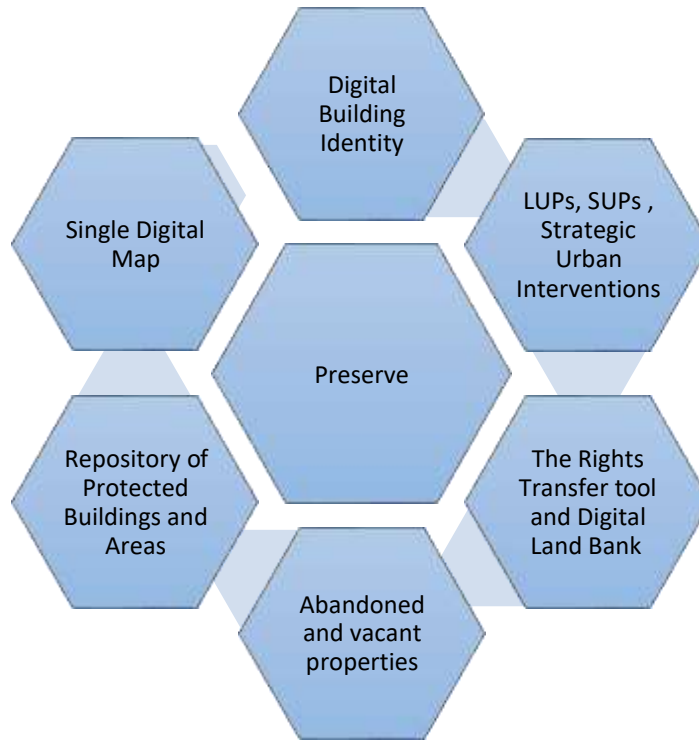 Digital
Building
Identity
LUPs, SUPs ,
Strategic
Urban
Interventions
The Rights
Transfer tool
and Digital
Land Bank
Abandoned
and vacant
properties
Repository of
Protected
Buildings and
Areas
Single Digital
Map
Preserve